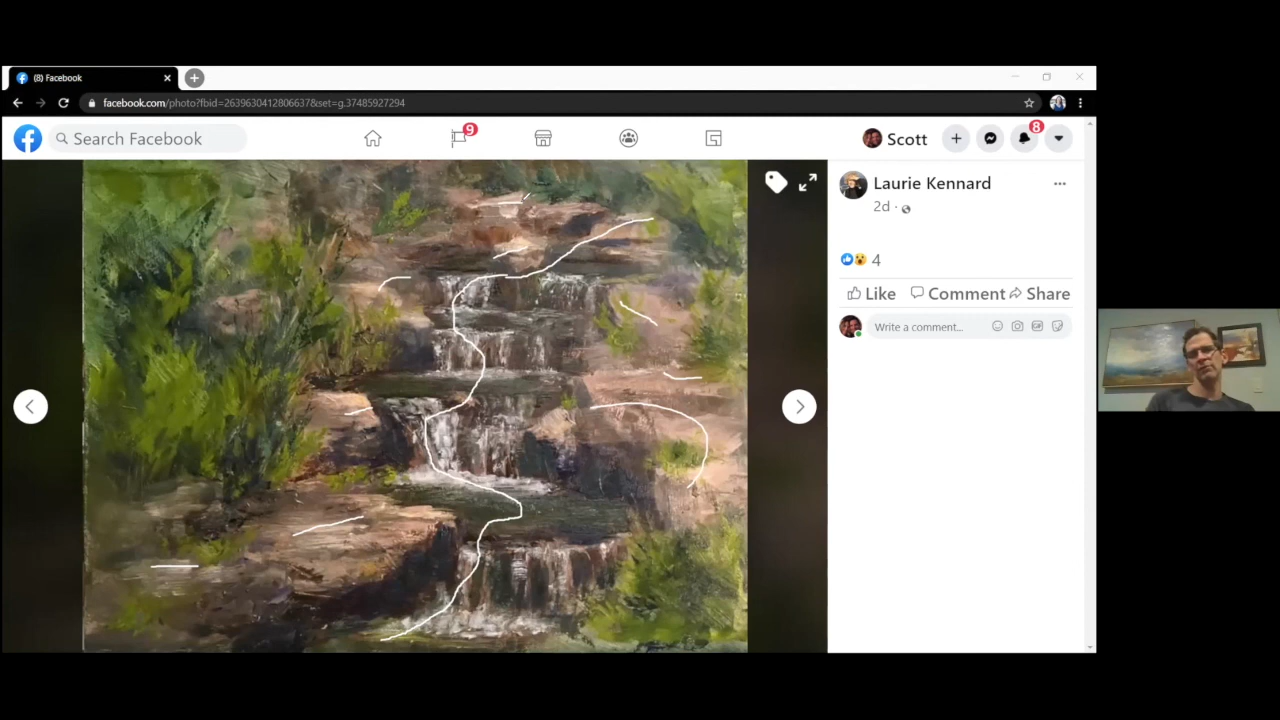 (8) Facebook
facebook.com/photo?fbid=2639630412806637&set=g.37485927294
Search Facebook
9
Scott
8
Laurie Kennard
2d
4
Like Comment Share
Write a comment...